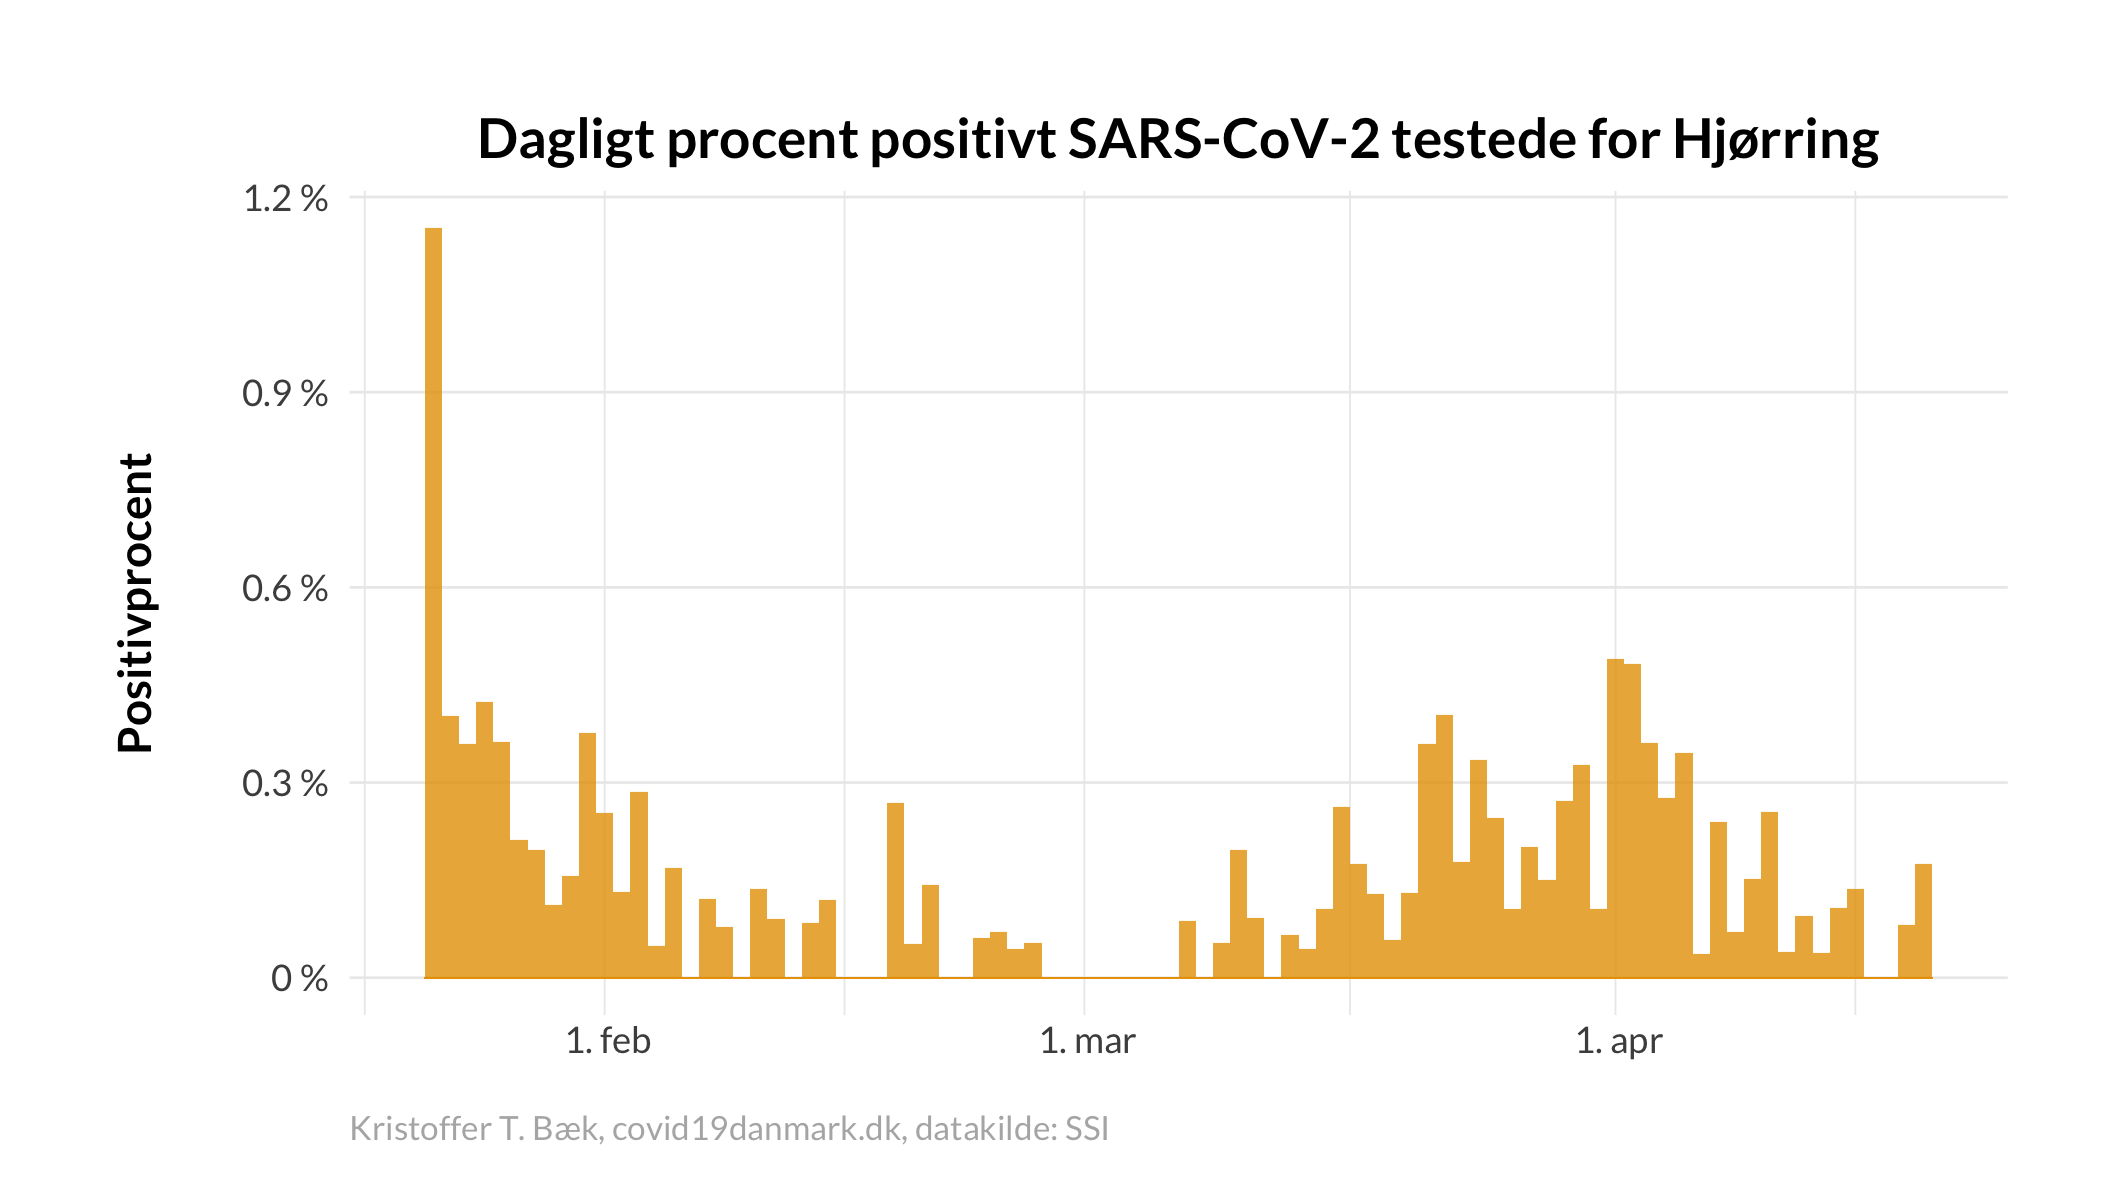 Dagligt procent positivt SARS-CoV-2 testede for Hjørring
Positivprocent
1.2 %
0.9 %
0.6 %
0.3 %
0 %
1. feb
1. mar
1. apr
Kristoffer T. Bæk, covid19danmark.dk, datakilde: SSI